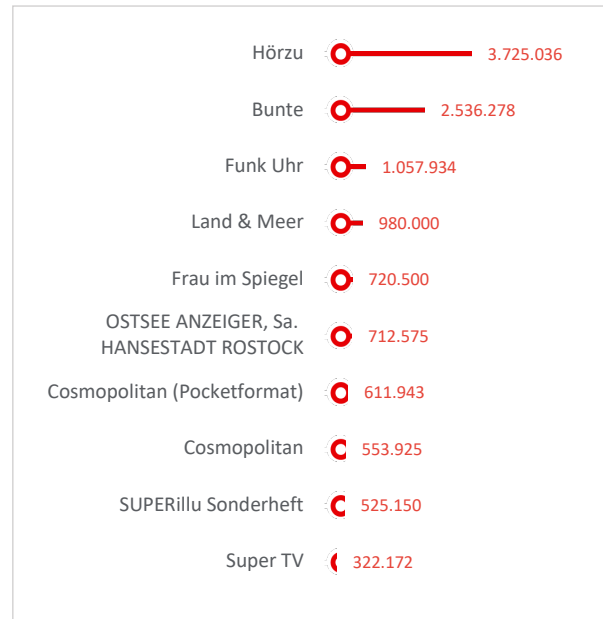 Hörzu 3.725.036
Bunte 2.536.278
Funk Uhr 1.057.934
Land & Meer 980.000
Frau im Spiegel 720.500
OSTSEE ANZEIGER, Sa.
HANSESTADT ROSTOCK 712.575
Cosmopolitan (Pocketformat) 611.943
Cosmopolitan 553.925
SUPERillu Sonderheft 525.150
Super TV 322.172